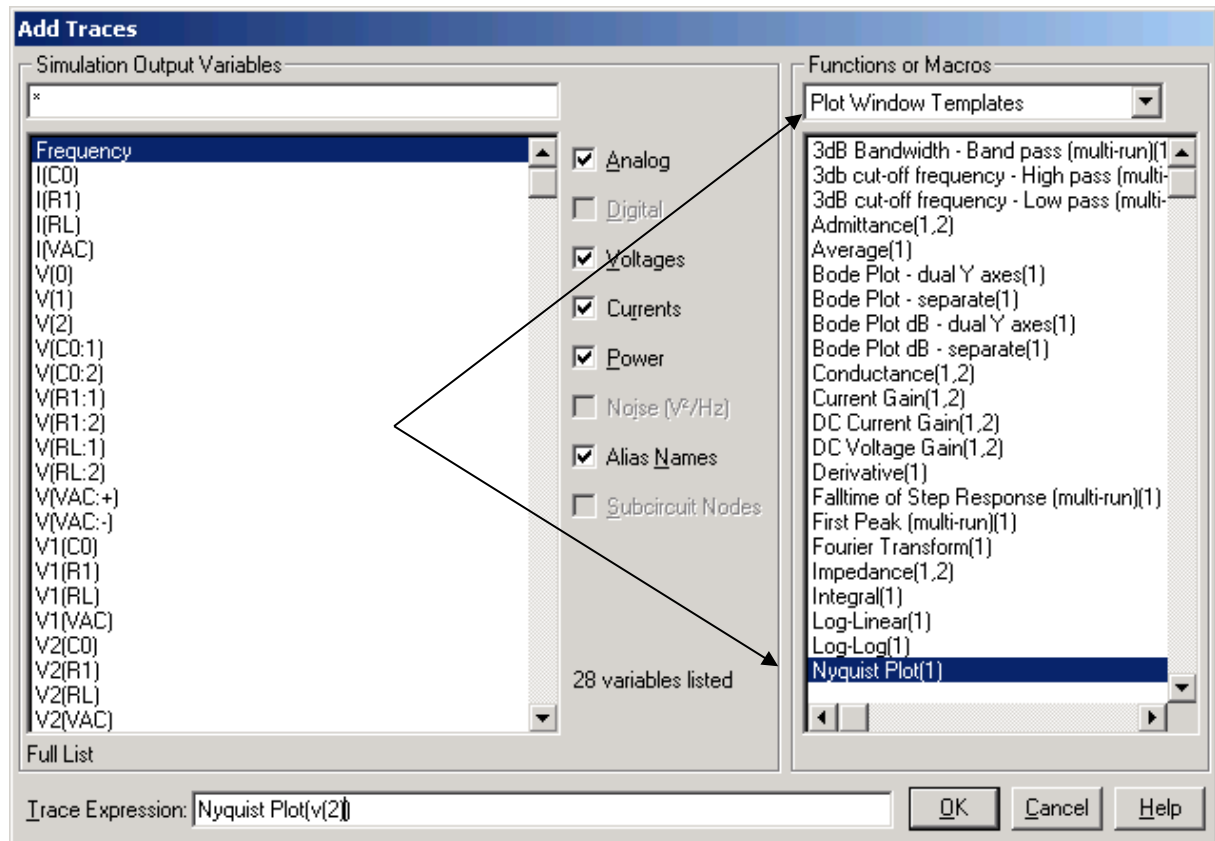 Add Traces
Simulation Output Variables
*
Frequency
I(C0)
I(R1)
I(RL)
I(VAC)
V(0)
V(1)
V(2)
V(C0:1)
V(C0:2)
V(R1:1)
V(R1:2)
V(RL:1)
V(RL:2)
V(VAC:+)
V(VAC:-)
V1(C0)
V1(R1)
V1(RL)
V1(VAC)
V2(C0)
V2(R1)
V2(RL)
V2(VAC)
Full List
Analog
Digital
Voltages
Currents
Power
Noise (V²/Hz)
Alias Names
Subcircuit Nodes
28 variables listed
Functions or Macros
Plot Window Templates
3dB Bandwidth - Band pass (multi-run)(1
3db cut-off frequency - High pass (multi-
3dB cut-off frequency - Low pass (multi-
Admittance(1,2)
Average(1)
Bode Plot - dual Y axes(1)
Bode Plot - separate(1)
Bode Plot dB - dual Y axes(1)
Bode Plot dB - separate(1)
Conductance(1,2)
Current Gain(1,2)
DC Current Gain(1,2)
DC Voltage Gain(1,2)
Derivative(1)
Falltime of Step Response (multi-run)(1)
First Peak (multi-run)(1)
Fourier Transform(1)
Impedance(1,2)
Integral(1)
Log-Linear(1)
Log-Log(1)
Nyquist Plot(1)
Trace Expression: Nyquist Plot(v(2))
OK
Cancel
Help